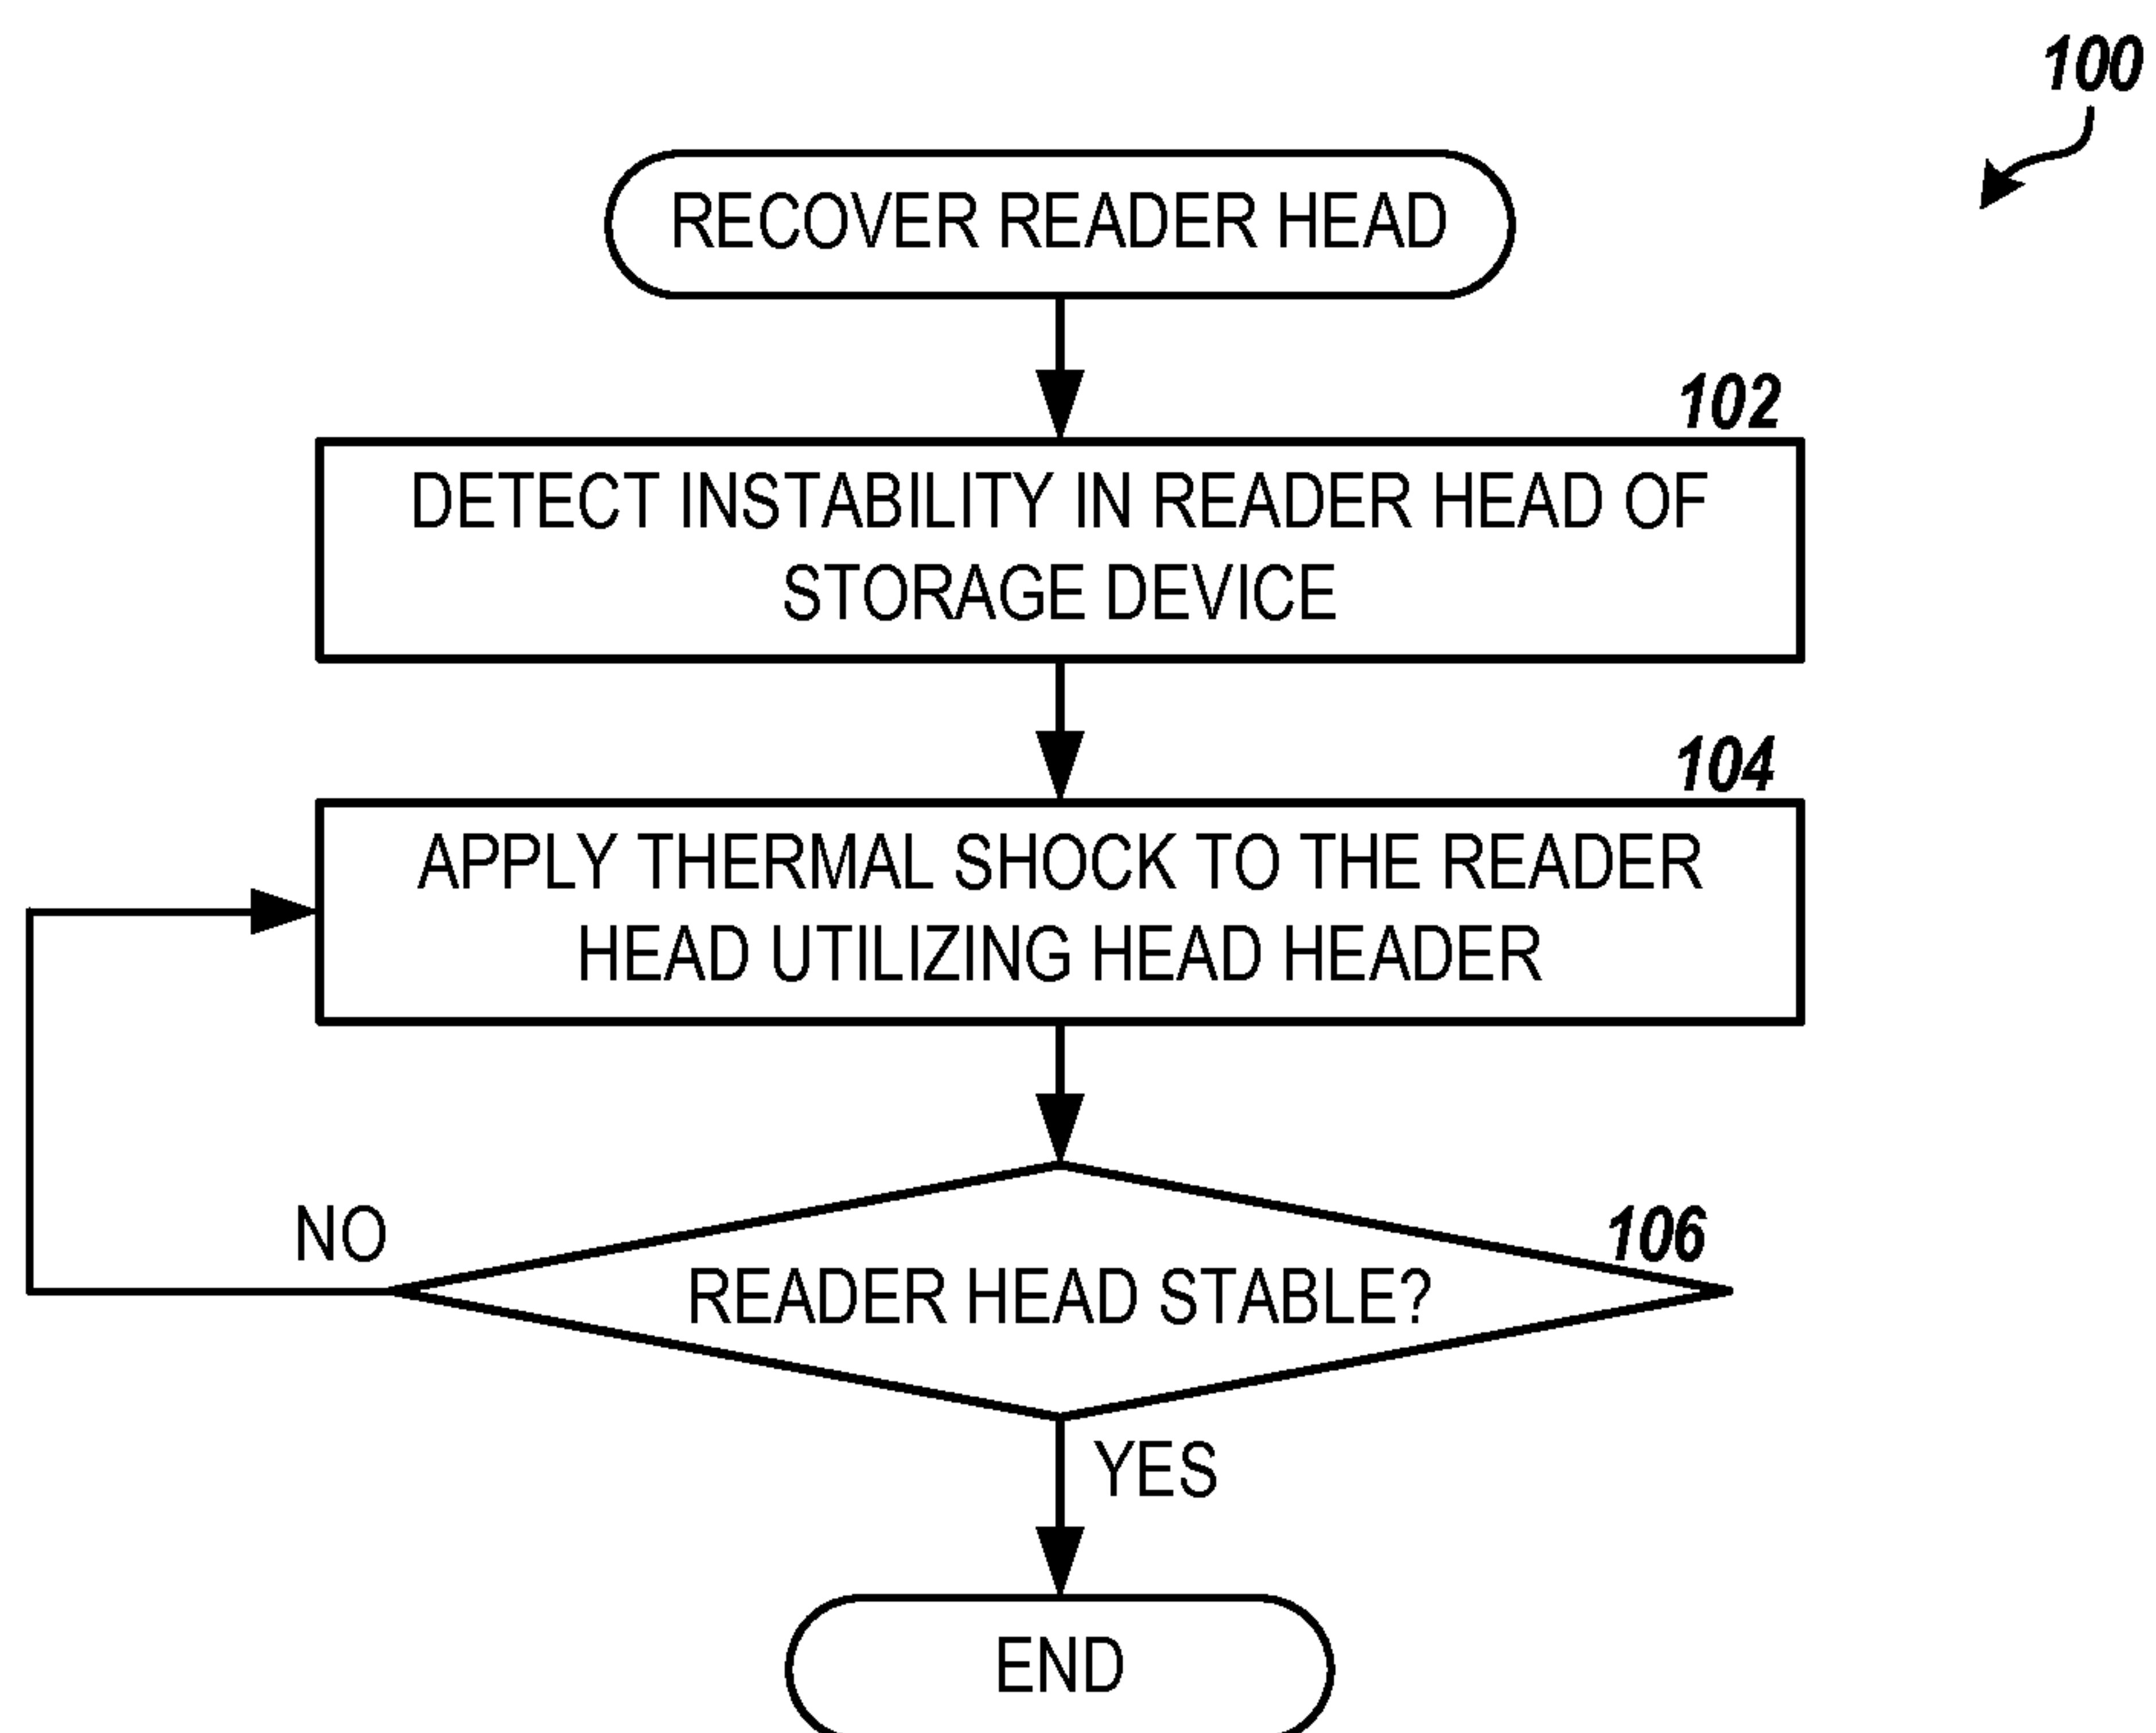 100
RECOVER READER HEAD
102
DETECT INSTABILITY IN READER HEAD OF
STORAGE DEVICE
104
APPLY THERMAL SHOCK TO THE READER
HEAD UTILIZING HEAD HEADER
NO
106
READER HEAD STABLE?
YES
END